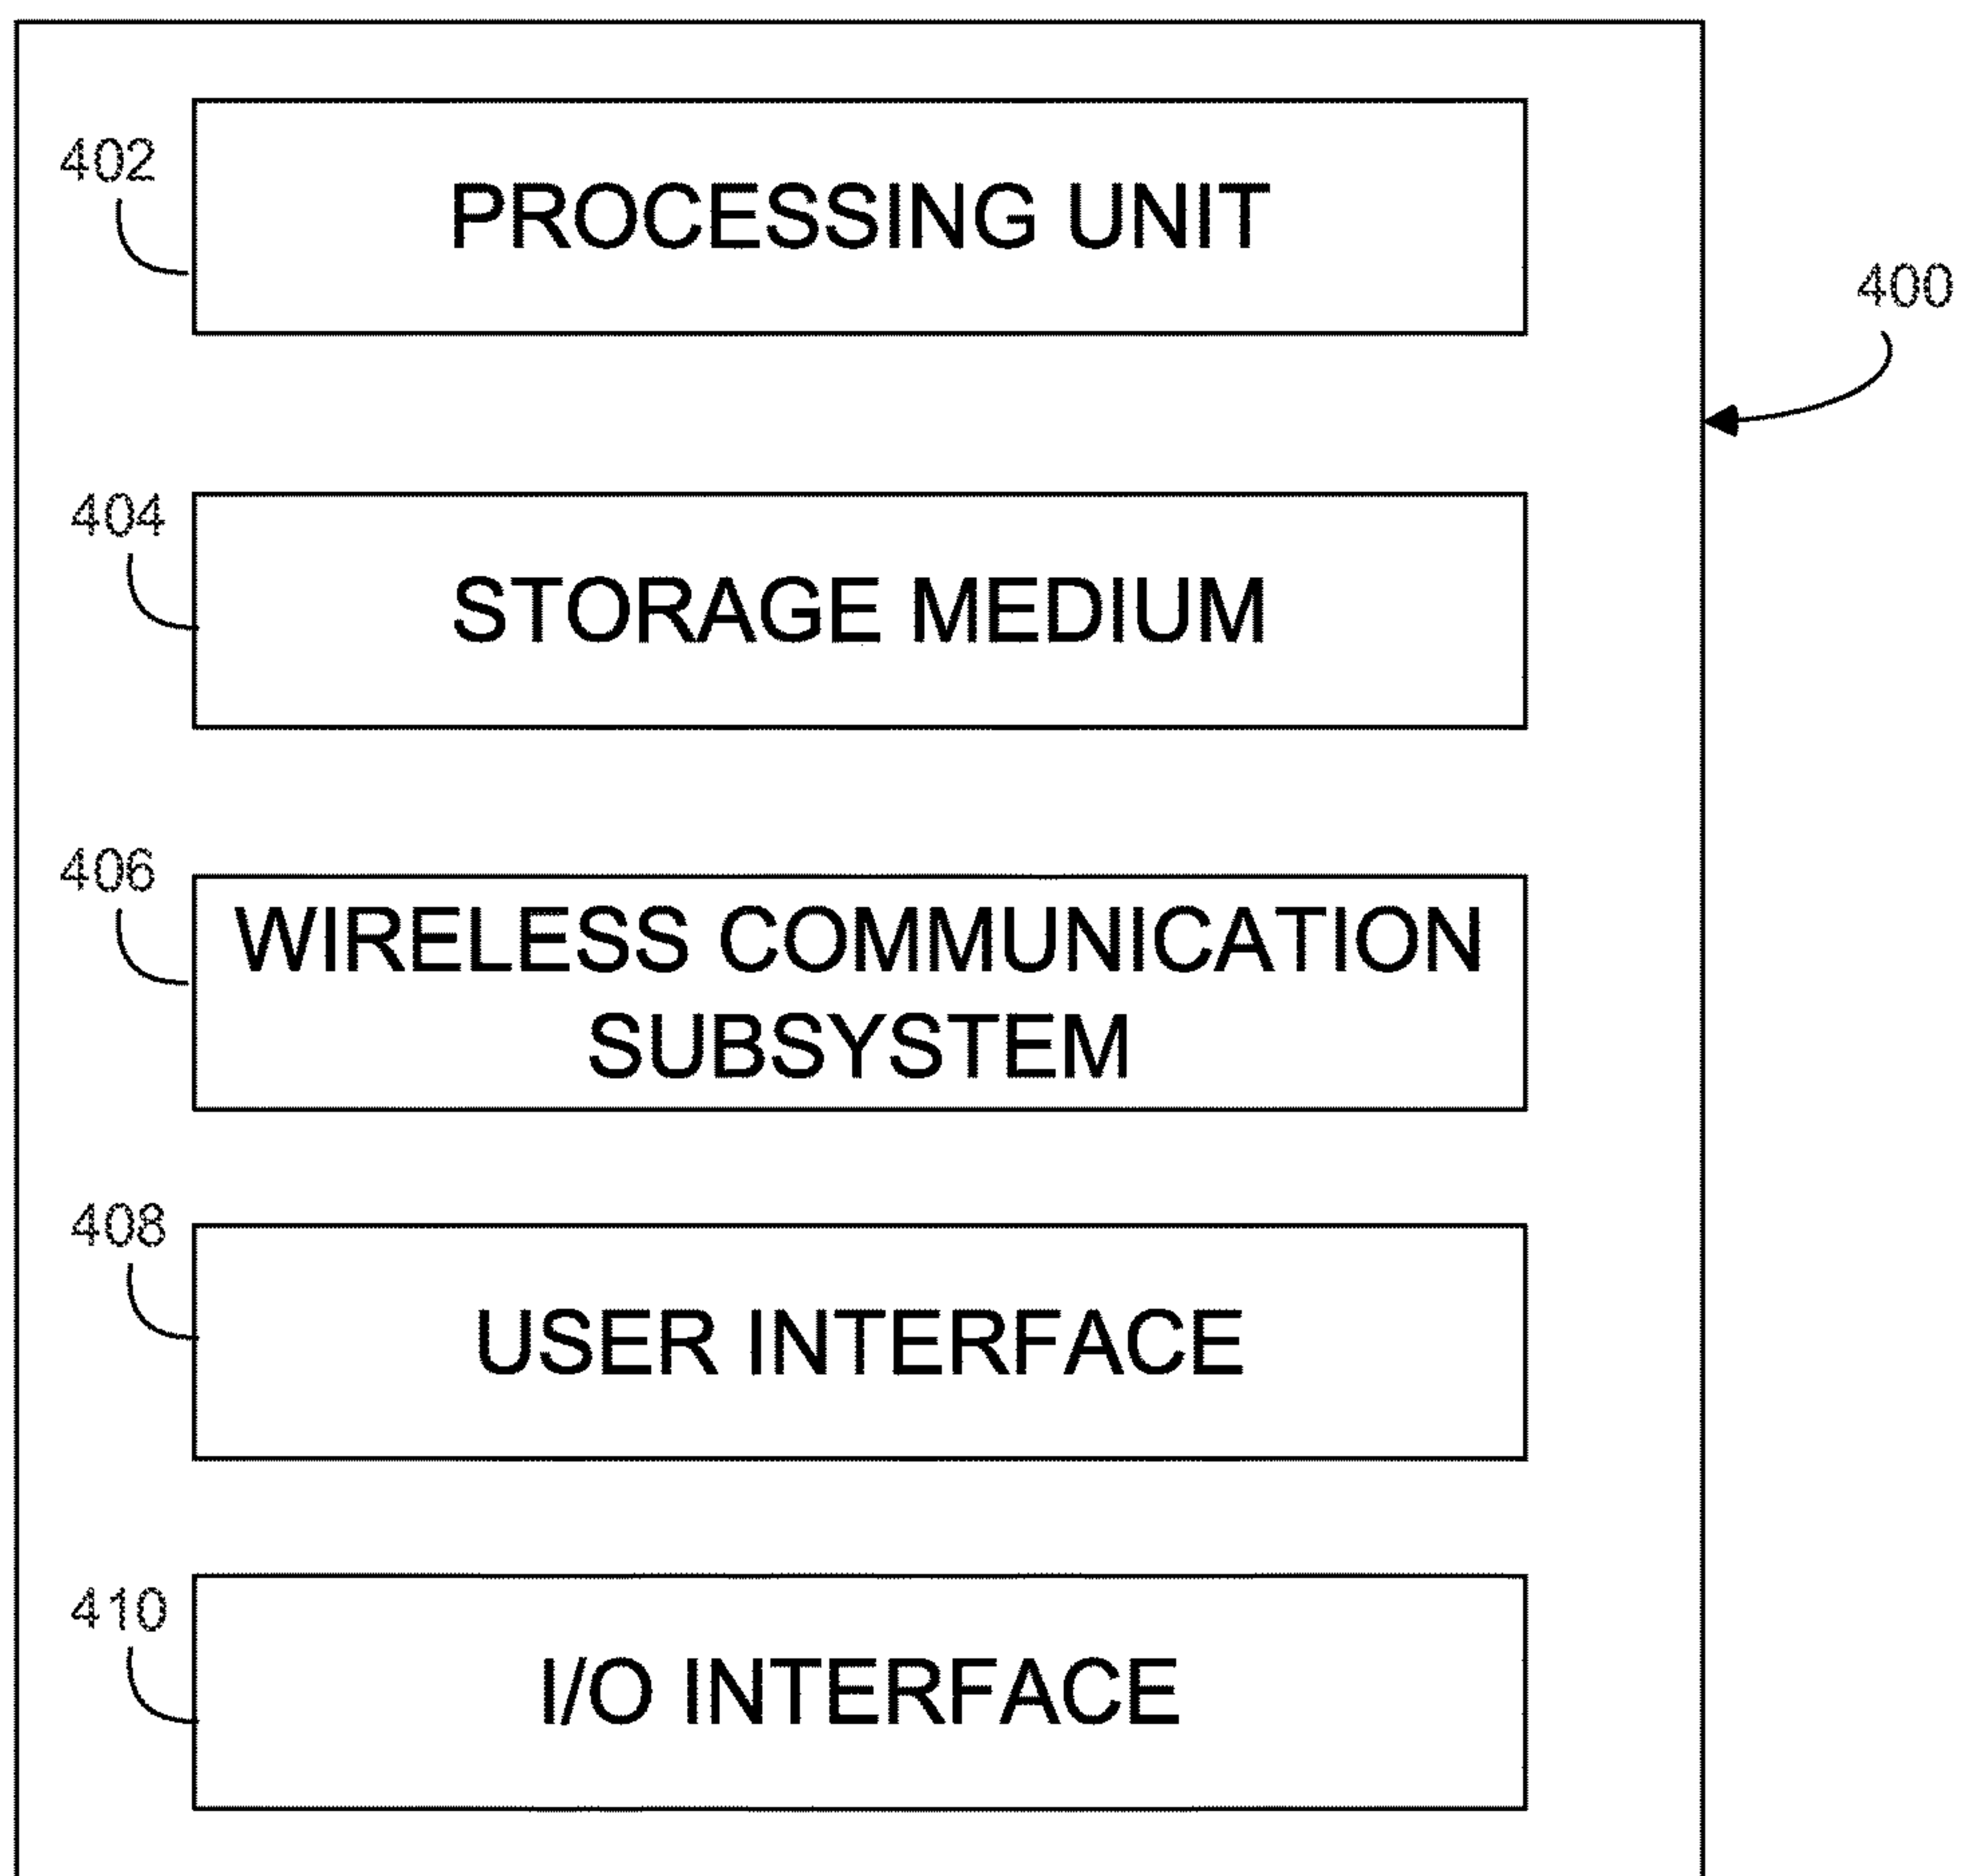 402
PROCESSING UNIT
400
404
STORAGE MEDIUM
406
WIRELESS COMMUNICATION
SUBSYSTEM
408
USER INTERFACE
410
I/O INTERFACE